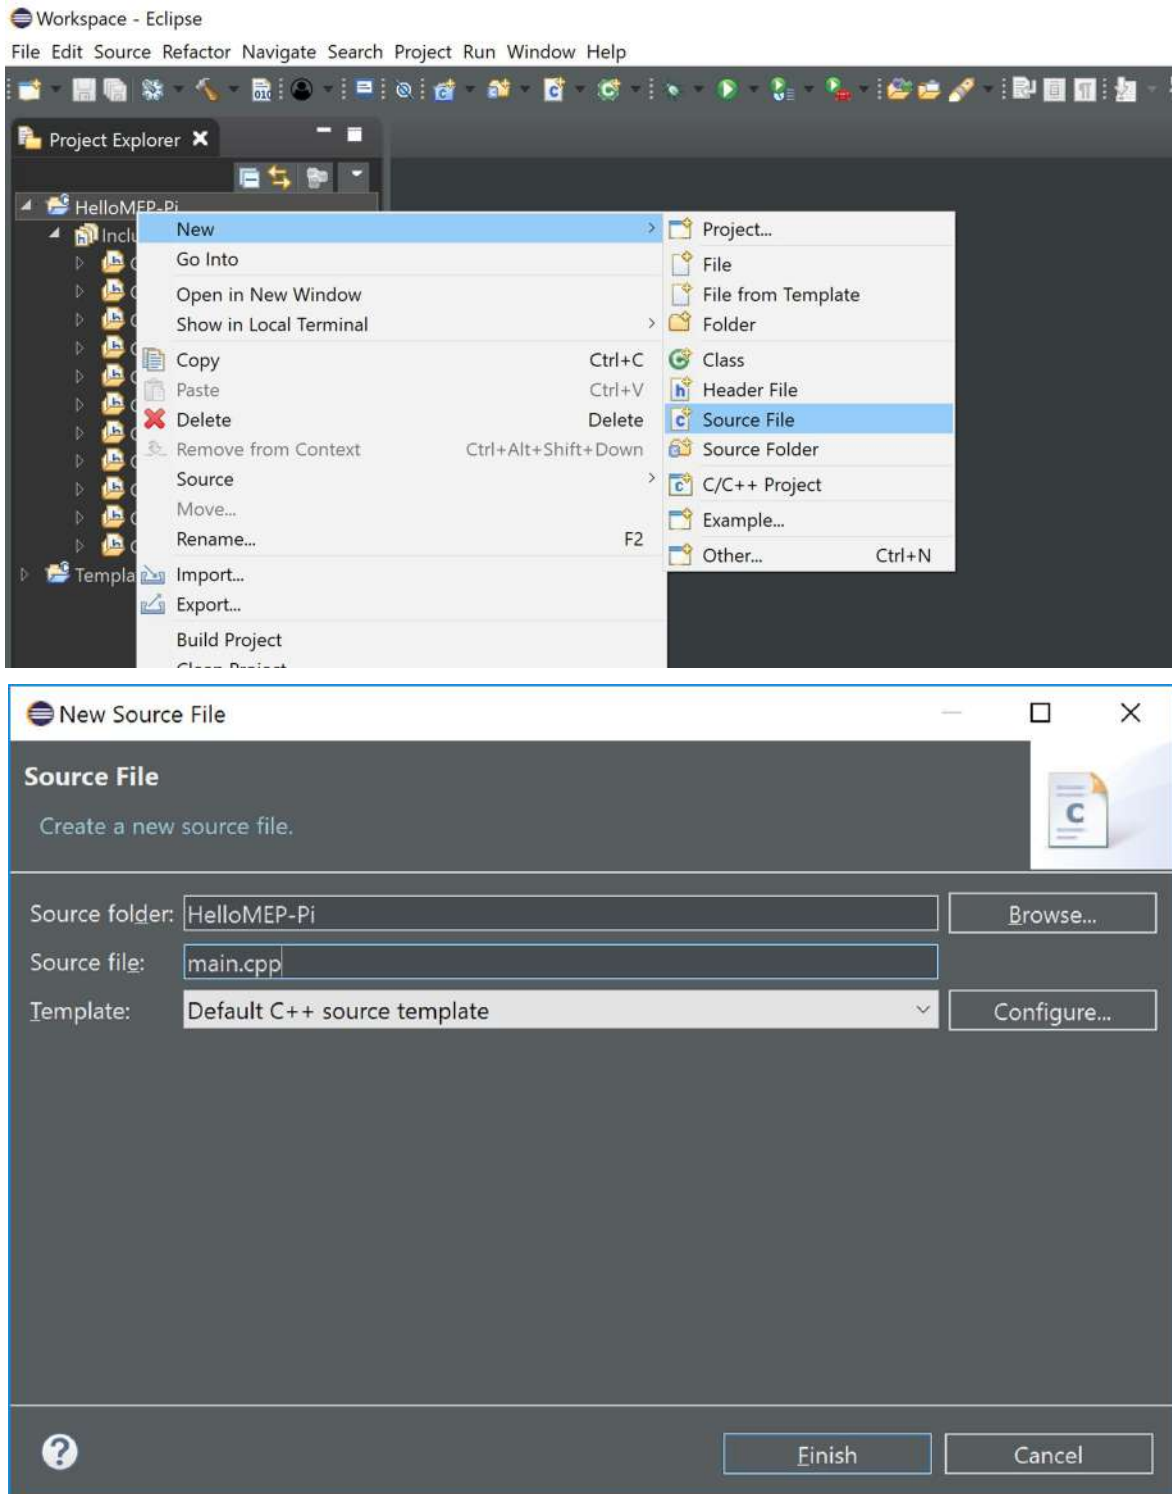 Workspace - Eclipse
File Edit Source Refactor Navigate Search Project Run Window Help
Project Explorer
HelloMEP-Pi
New
Project...
Go Into
File
Open in New Window
File from Template
Show in Local Terminal
Folder
Copy Ctrl+C
Class
Paste Ctrl+V
Header File
Delete Delete
Source File
Remove from Context Ctrl+Alt+Shift+Down
Source Folder
Source
C/C++ Project
Move...
Example...
Rename... F2
Other... Ctrl+N
Import...
Export...
Build Project
New Source File
Source File
Create a new source file.
Source folder: HelloMEP-Pi Browse...
Source file: main.cpp
Template: Default C++ source template Configure...
Finish Cancel